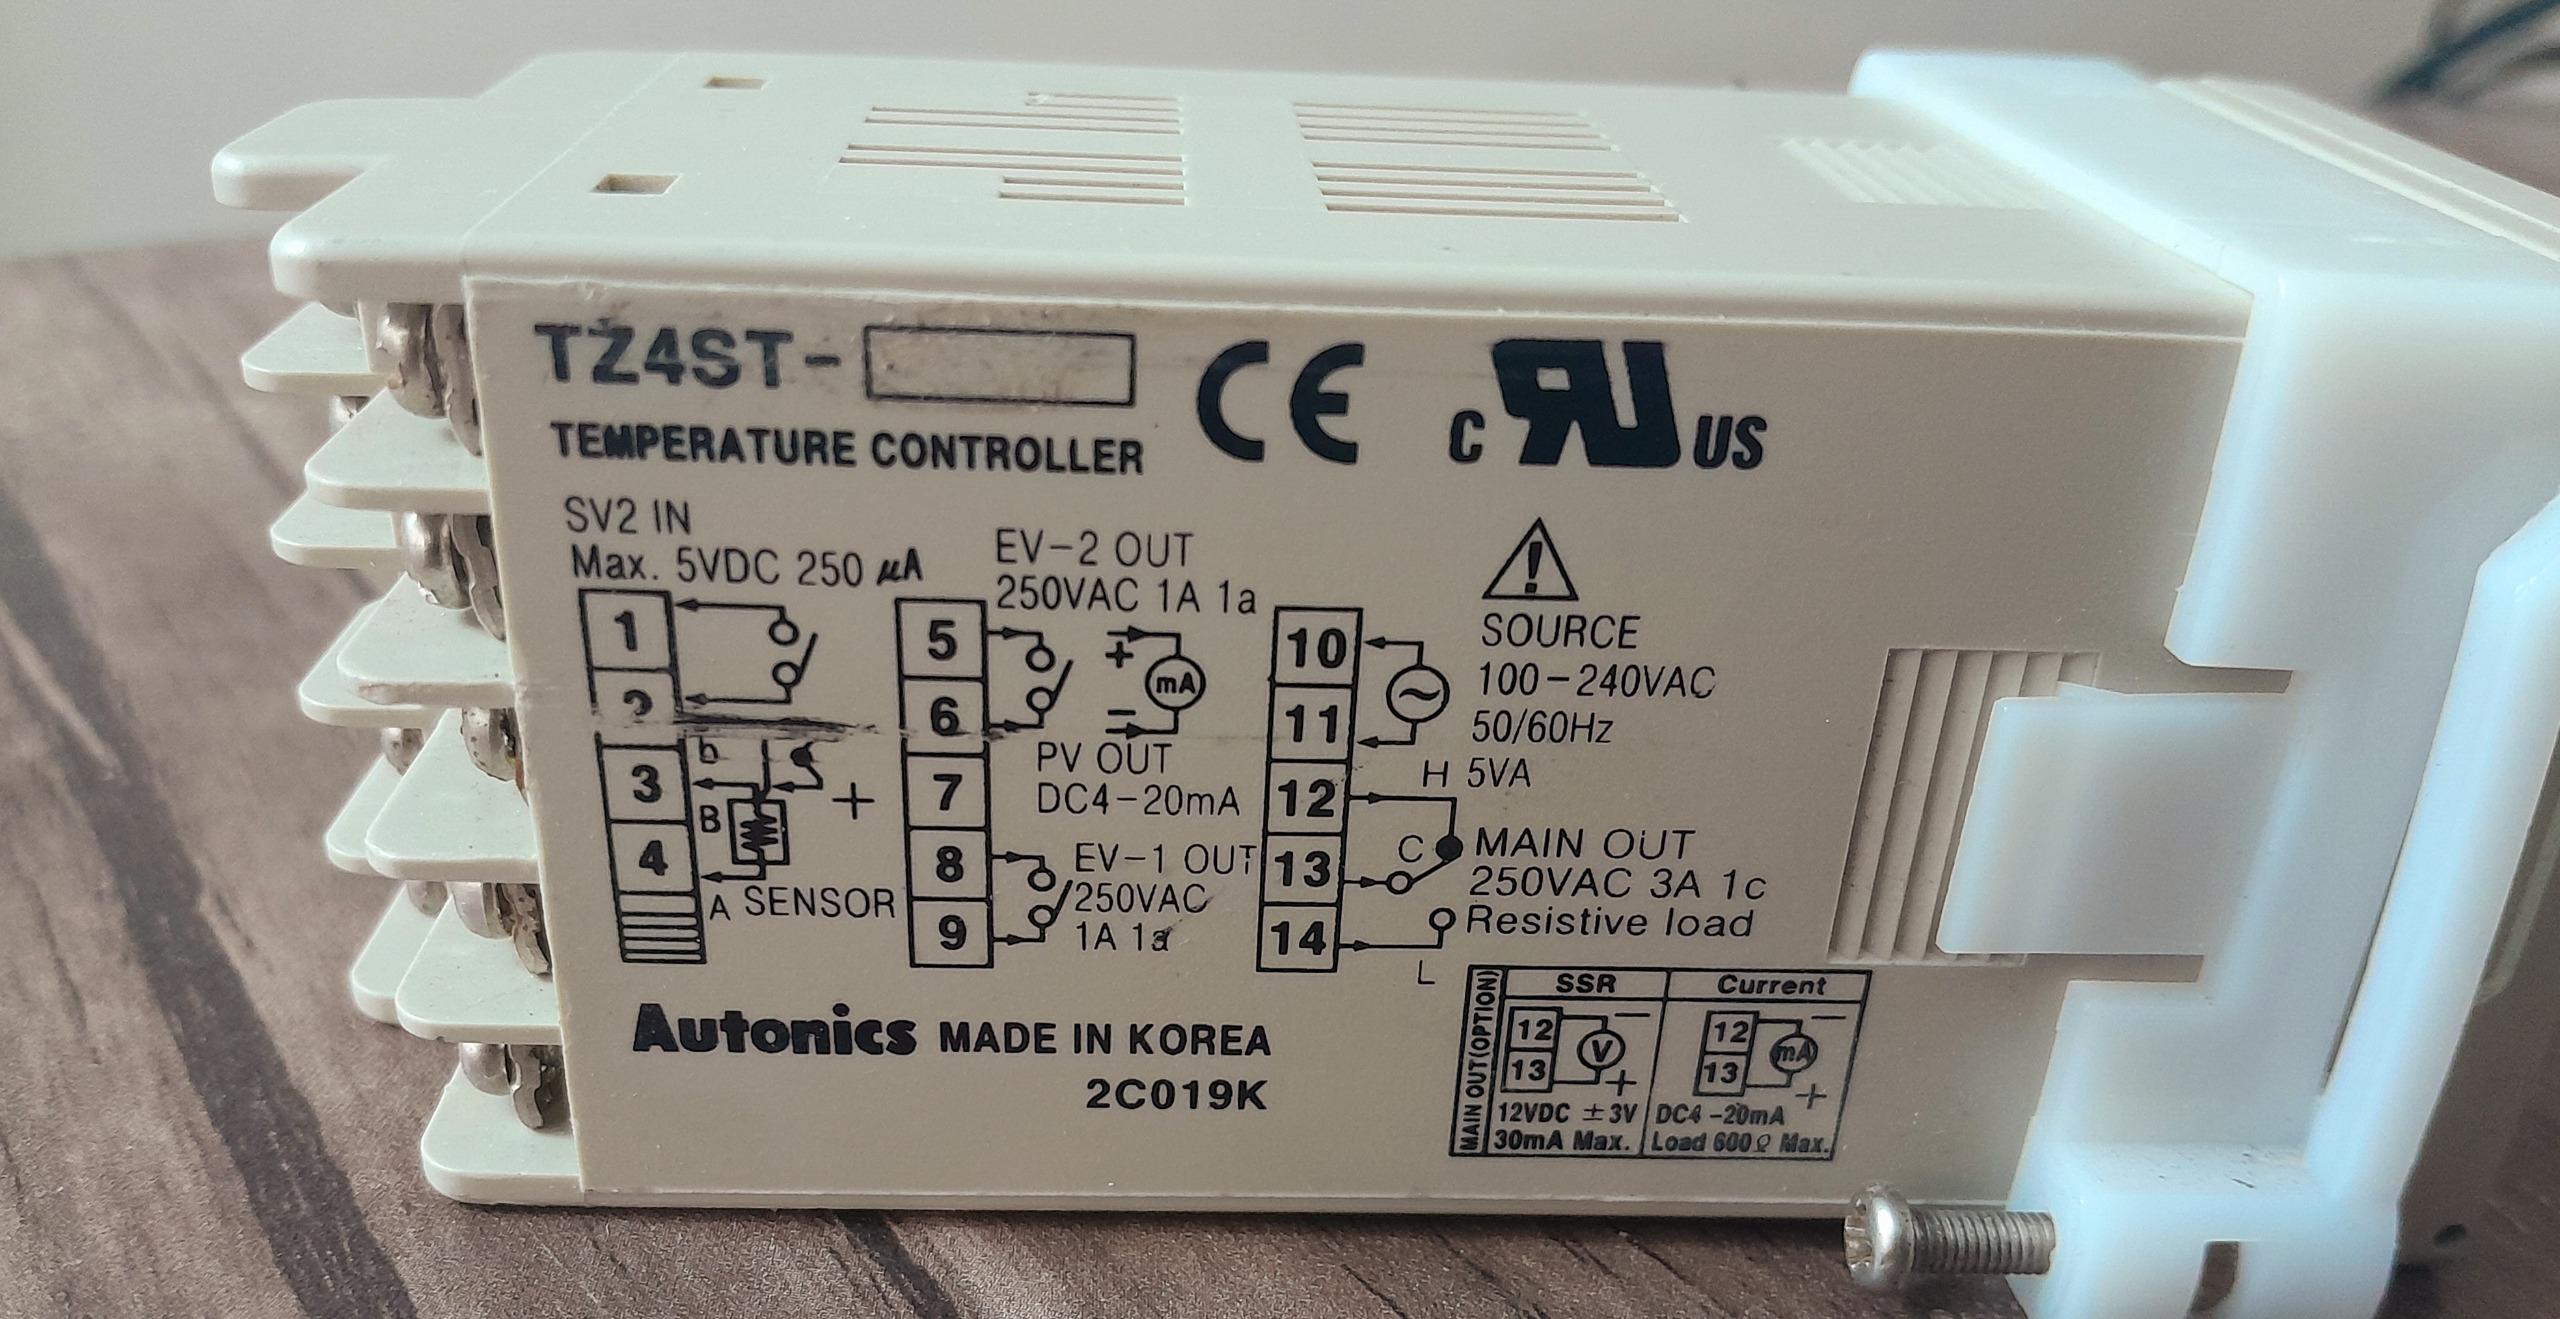 TZ4ST-
TEMPERATURE CONTROLLER
CE
C RU US
SV2 IN
Max. 5VDC 250 μA
1
2
3
4
b
B
A SENSOR
+
EV-2 OUT
250VAC 1A 1a
5
6
7
8
9
+
mA
−
PV OUT
DC4-20mA
EV-1 OUT
250VAC
1A 1a
10
11
12
13
14
!
SOURCE
100-240VAC
50/60Hz
5VA
H
C
L
MAIN OUT
250VAC 3A 1c
Resistive load
Autonics MADE IN KOREA
2C019K
MAIN OUT(OPTION)
SSR
12
13
V
−
+
12VDC ±3V
30mA Max.
Current
12
13
mA
−
+
DC4-20mA
Load 600Ω Max.